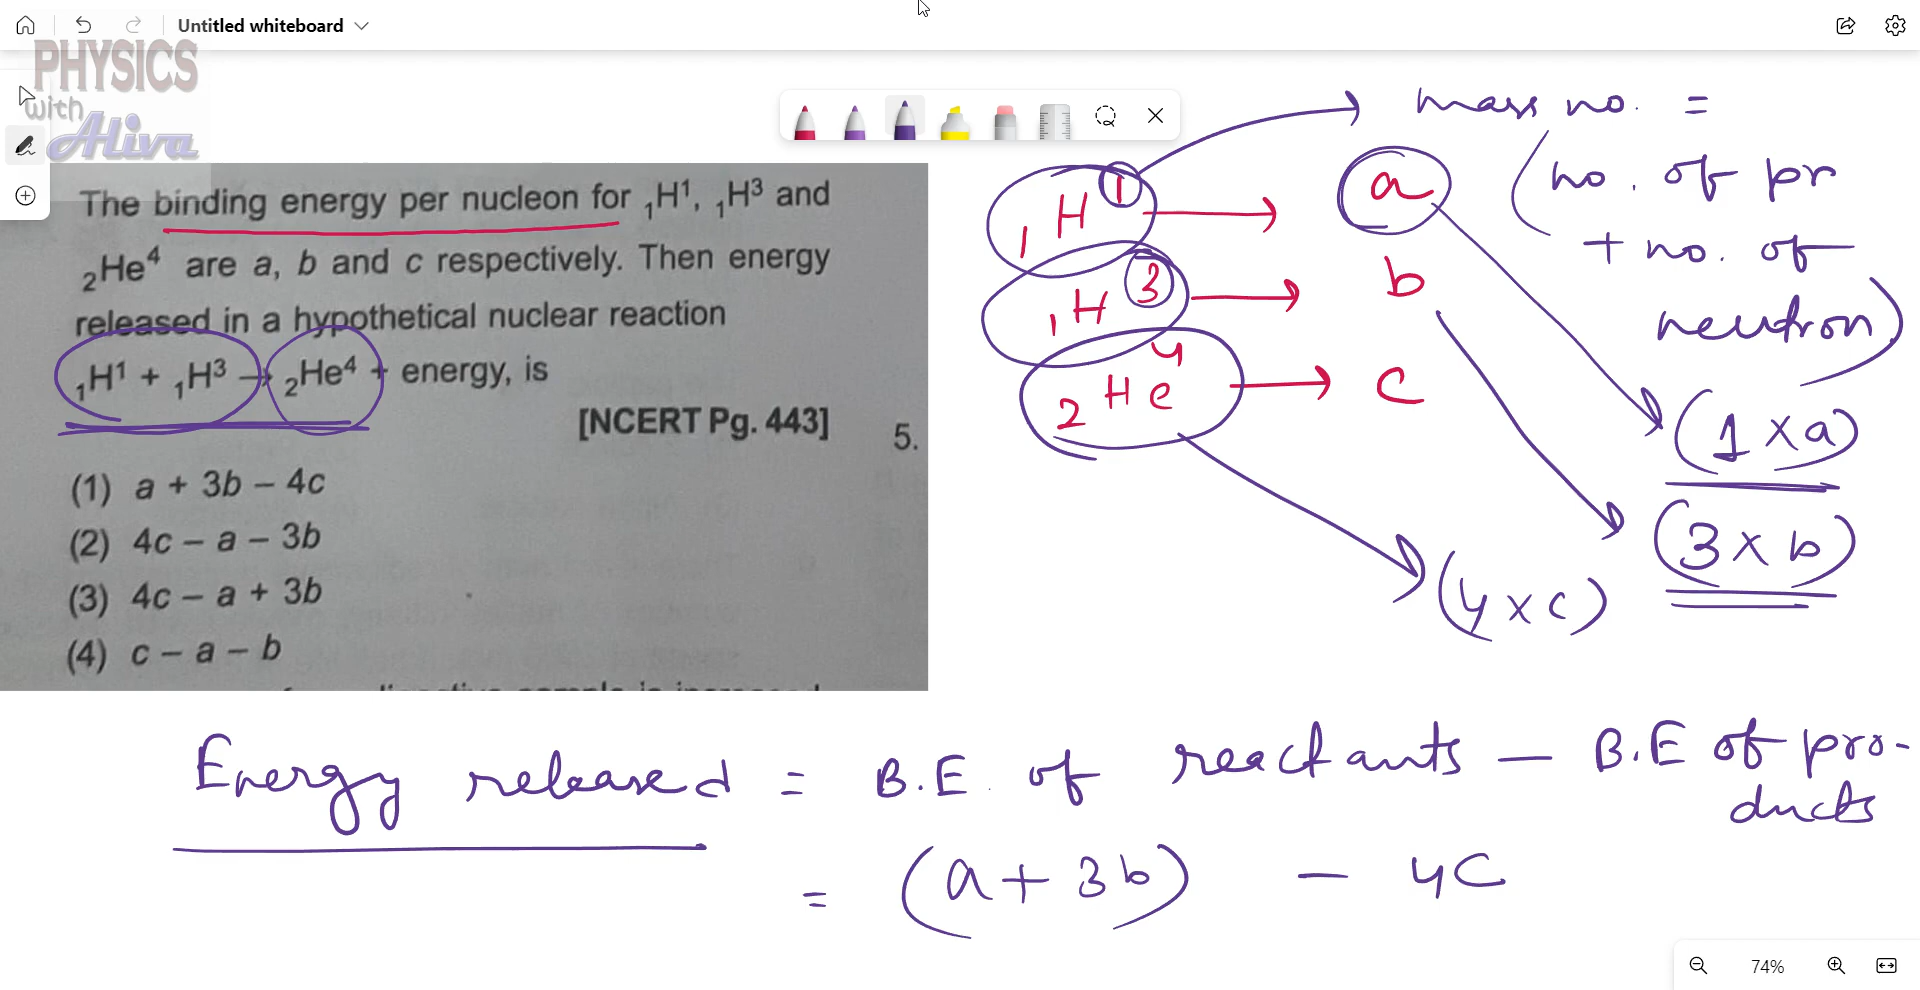 Untitled whiteboard
PHYSICS
with
Aliva
The binding energy per nucleon for ₁H¹, ₁H³ and
₂He⁴ are a, b and c respectively. Then energy
released in a hypothetical nuclear reaction
₁H¹ + ₁H³ → ₂He⁴ + energy, is
[NCERT Pg. 443]
5.
(1) a + 3b – 4c
(2) 4c – a – 3b
(3) 4c – a + 3b
(4) c – a – b
₁H¹ → a
₁H³ → b
₂He⁴ → c
mass no. =
(no. of pr
+ no. of
neutron)
(1 × a)
(3 × b)
(4 × c)
Energy released = B.E. of reactants — B.E of pro-
ducts
= (a + 3b) — 4C
74%